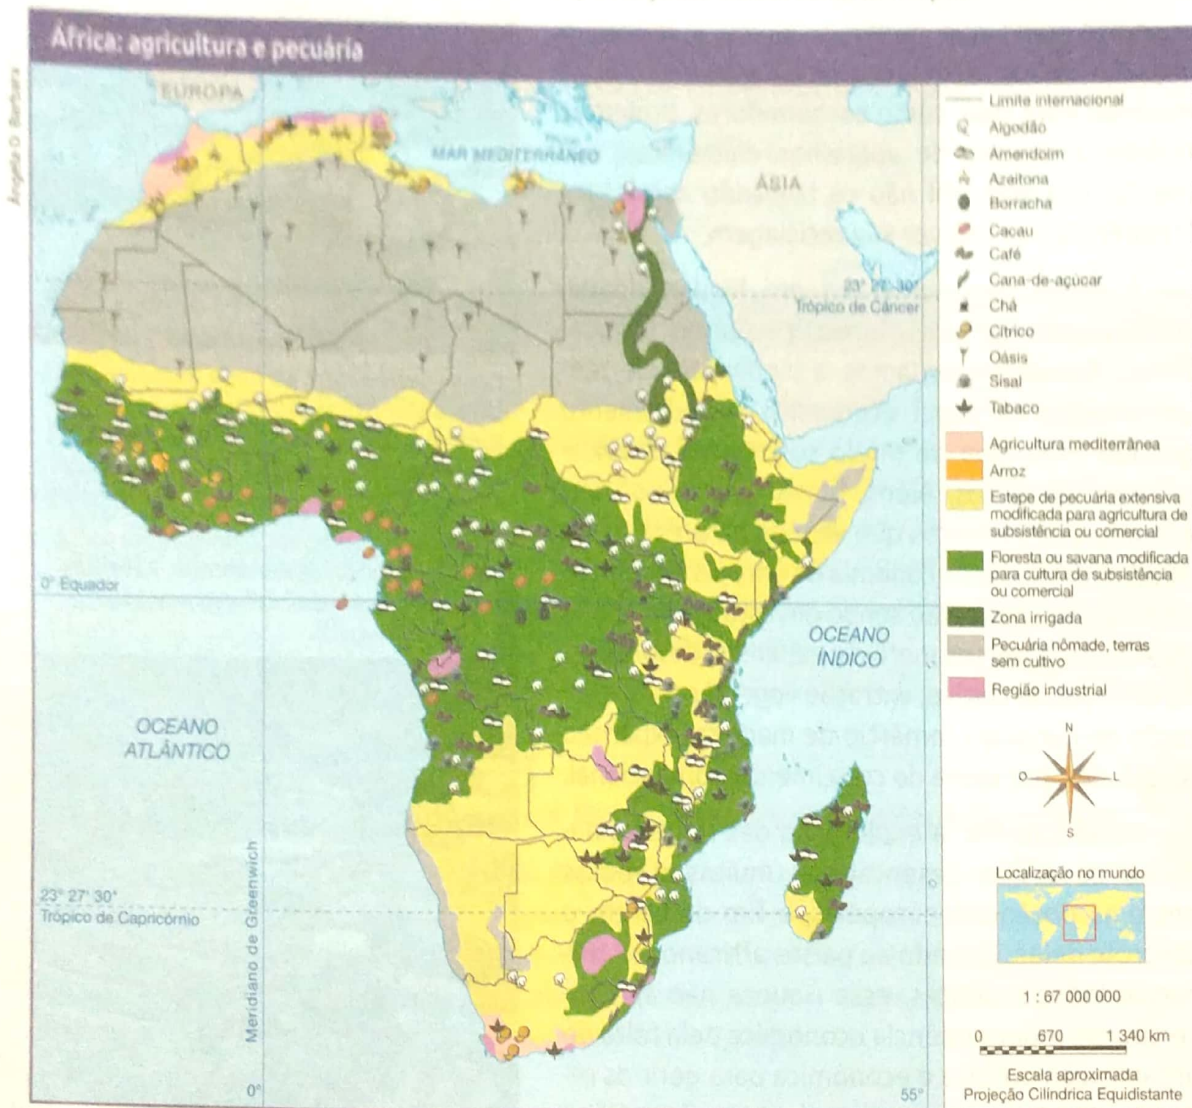 África: agricultura e pecuária
Ângela D. Barbara
EUROPA
MAR MEDITERRÂNEO
ÁSIA
23° 27' 30"
Trópico de Câncer
0° Equador
OCEANO
ÍNDICO
OCEANO
ATLÂNTICO
23° 27' 30"
Trópico de Capricórnio
Meridiano de Greenwich
0°
55°
Limite internacional
Algodão
Amendoim
Azeitona
Borracha
Cacau
Café
Cana-de-açúcar
Chá
Cítrico
Oásis
Sisal
Tabaco
Agricultura mediterrânea
Arroz
Estepe de pecuária extensiva
modificada para agricultura de
subsistência ou comercial
Floresta ou savana modificada
para cultura de subsistência
ou comercial
Zona irrigada
Pecuária nômade, terras
sem cultivo
Região industrial
N
O
L
S
Localização no mundo
1 : 67 000 000
0 670 1 340 km
Escala aproximada
Projeção Cilíndrica Equidistante